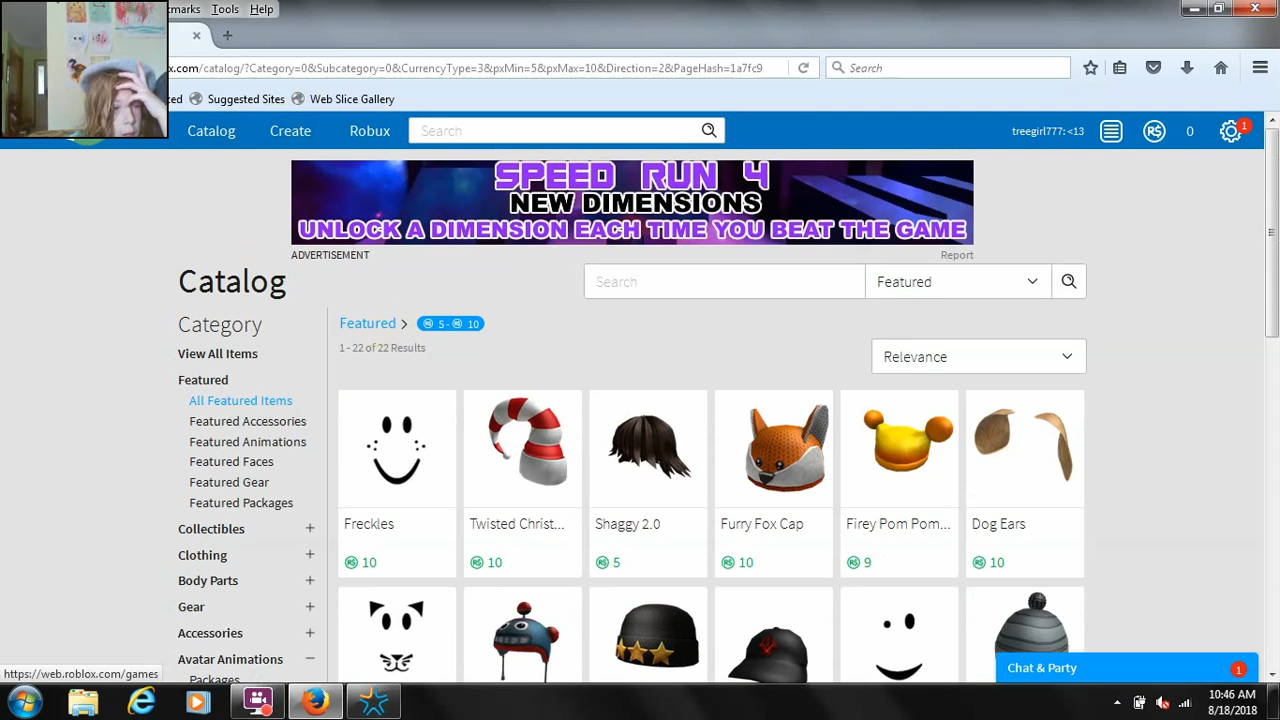 kmarks Tools Help
x.com/catalog/?Category=0&Subcategory=0&CurrencyType=3&pxMin=5&pxMax=10&Direction=2&PageHash=1a7fc9
Search
ted Suggested Sites Web Slice Gallery
Catalog Create Robux Search treegirl777: <13 R$ 0 1
SPEED RUN 4
NEW DIMENSIONS
UNLOCK A DIMENSION EACH TIME YOU BEAT THE GAME
ADVERTISEMENT Report
Catalog Search Featured
Category
Featured R$ 5 - R$ 10
1 - 22 of 22 Results
Relevance
View All Items
Featured
All Featured Items
Featured Accessories
Featured Animations
Featured Faces
Featured Gear
Featured Packages
Collectibles +
Clothing +
Body Parts +
Gear +
Accessories +
Avatar Animations −
Packages
Freckles Twisted Christ... Shaggy 2.0 Furry Fox Cap Firey Pom Pom... Dog Ears
R$ 10 R$ 10 R$ 5 R$ 10 R$ 9 R$ 10
https://web.roblox.com/games
Chat & Party 1
10:46 AM
8/18/2018